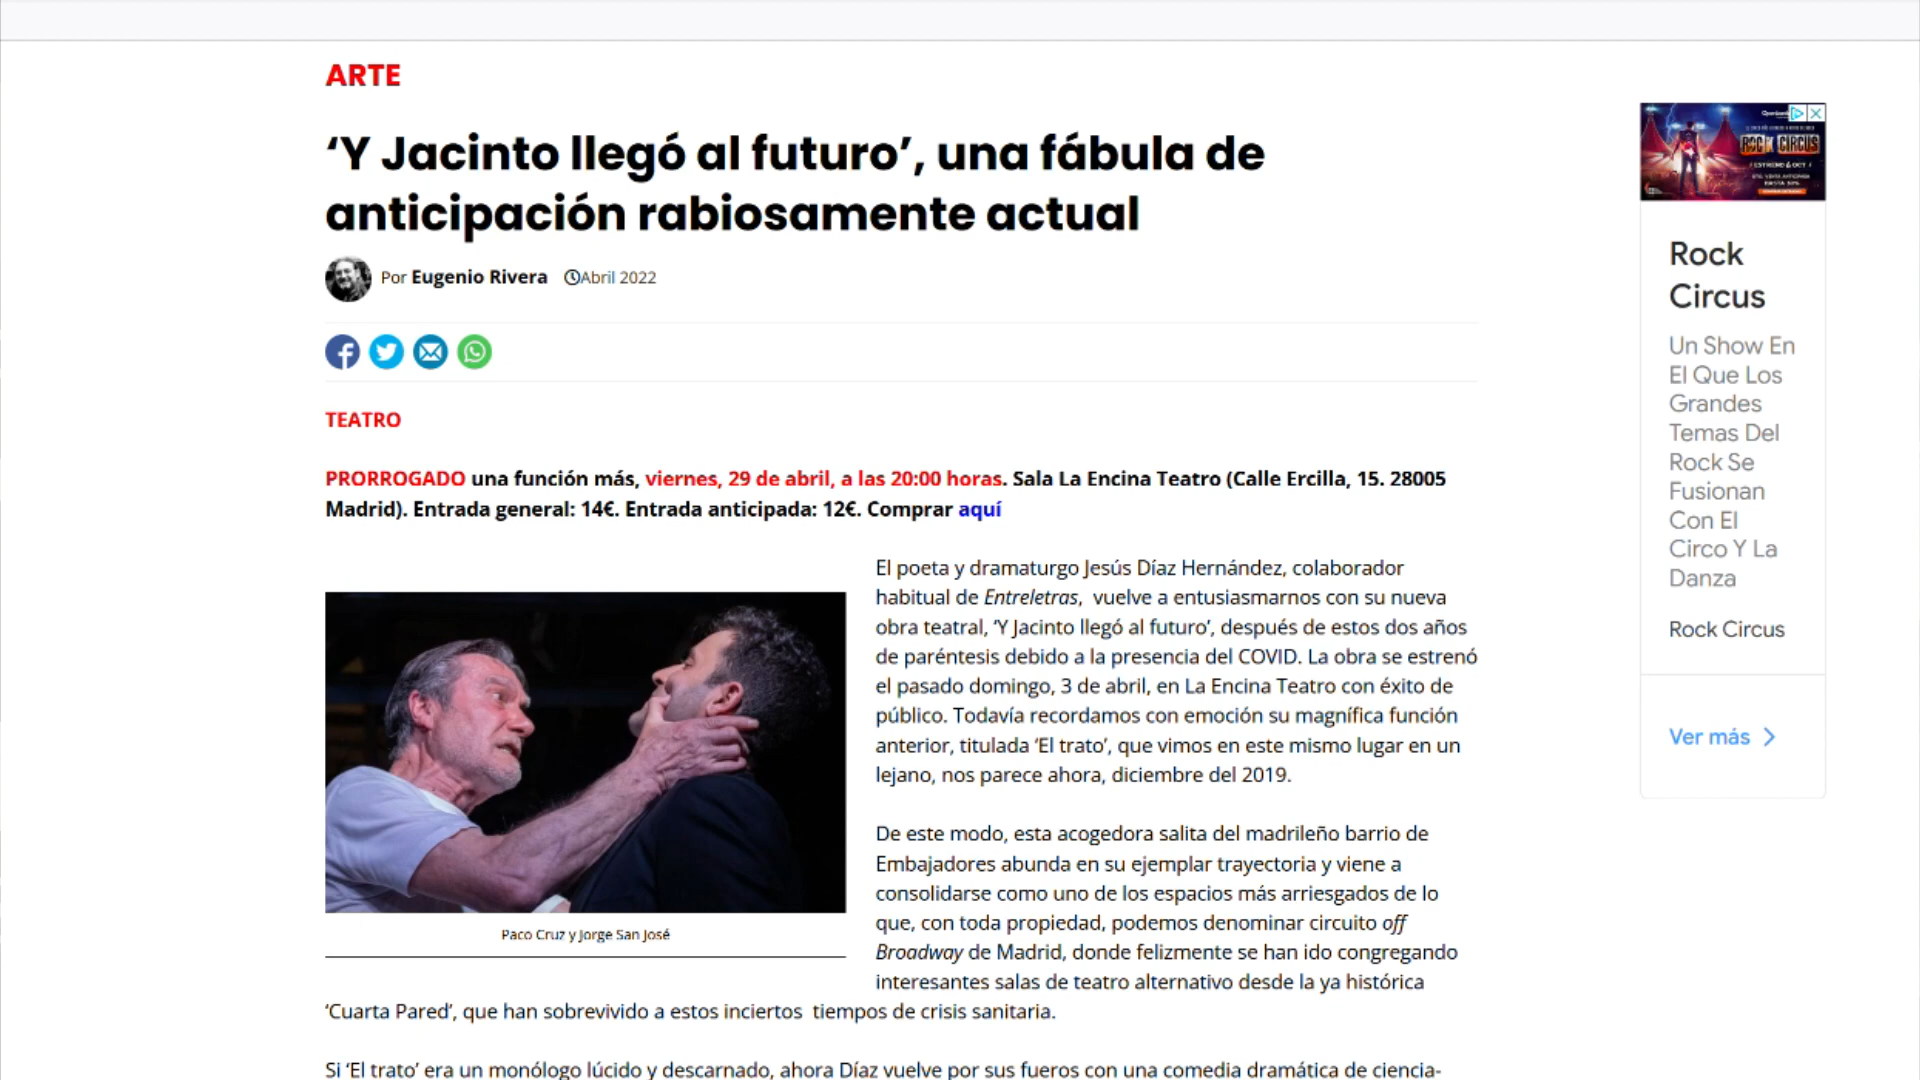 ARTE
‘Y Jacinto llegó al futuro’, una fábula de
anticipación rabiosamente actual
Por Eugenio Rivera Abril 2022
TEATRO
PRORROGADO una función más, viernes, 29 de abril, a las 20:00 horas. Sala La Encina Teatro (Calle Ercilla, 15. 28005
Madrid). Entrada general: 14€. Entrada anticipada: 12€. Comprar aquí
El poeta y dramaturgo Jesús Díaz Hernández, colaborador
habitual de Entreletras, vuelve a entusiasmarnos con su nueva
obra teatral, ‘Y Jacinto llegó al futuro’, después de estos dos años
de paréntesis debido a la presencia del COVID. La obra se estrenó
el pasado domingo, 3 de abril, en La Encina Teatro con éxito de
público. Todavía recordamos con emoción su magnífica función
anterior, titulada ‘El trato’, que vimos en este mismo lugar en un
lejano, nos parece ahora, diciembre del 2019.
Paco Cruz y Jorge San José
De este modo, esta acogedora salita del madrileño barrio de
Embajadores abunda en su ejemplar trayectoria y viene a
consolidarse como uno de los espacios más arriesgados de lo
que, con toda propiedad, podemos denominar circuito off
Broadway de Madrid, donde felizmente se han ido congregando
interesantes salas de teatro alternativo desde la ya histórica
‘Cuarta Pared’, que han sobrevivido a estos inciertos tiempos de crisis sanitaria.
Si ‘El trato’ era un monólogo lúcido y descarnado, ahora Díaz vuelve por sus fueros con una comedia dramática de ciencia-
ROCK CIRCUS
Rock
Circus
Un Show En
El Que Los
Grandes
Temas Del
Rock Se
Fusionan
Con El
Circo Y La
Danza
Rock Circus
Ver más